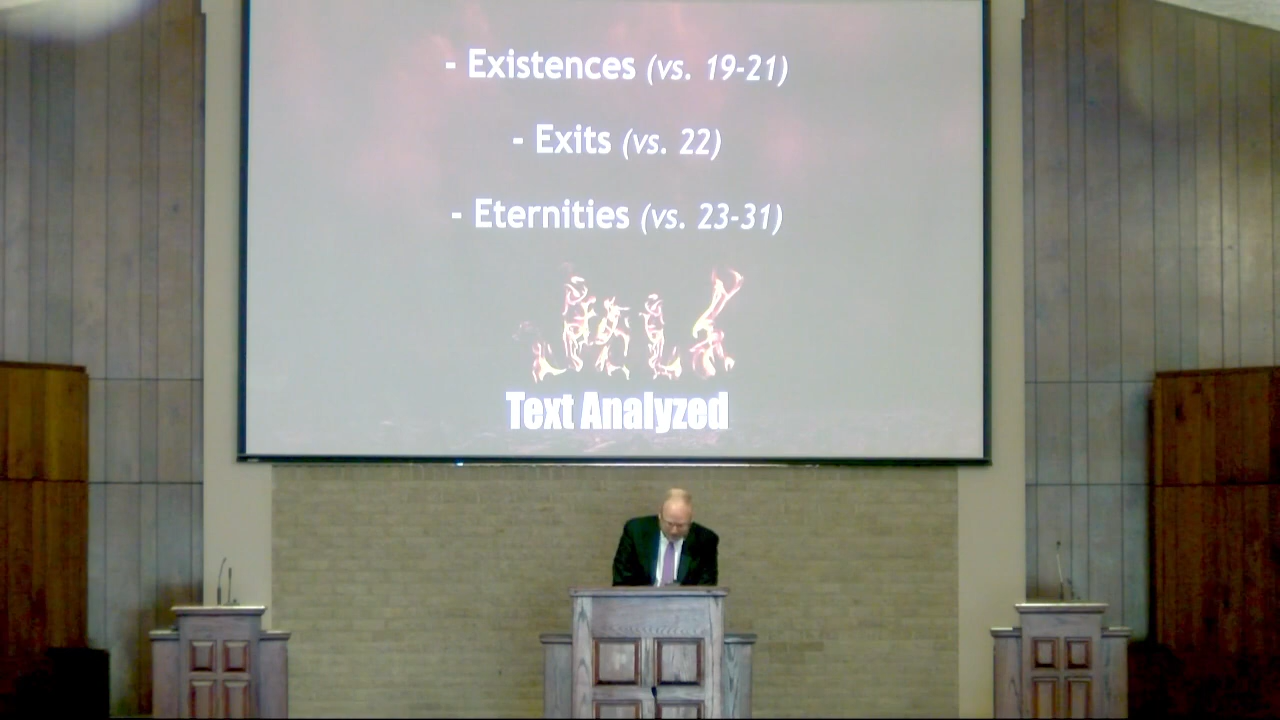 - Existences (vs. 19-21)
- Exits (vs. 22)
- Eternities (vs. 23-31)
Text Analyzed